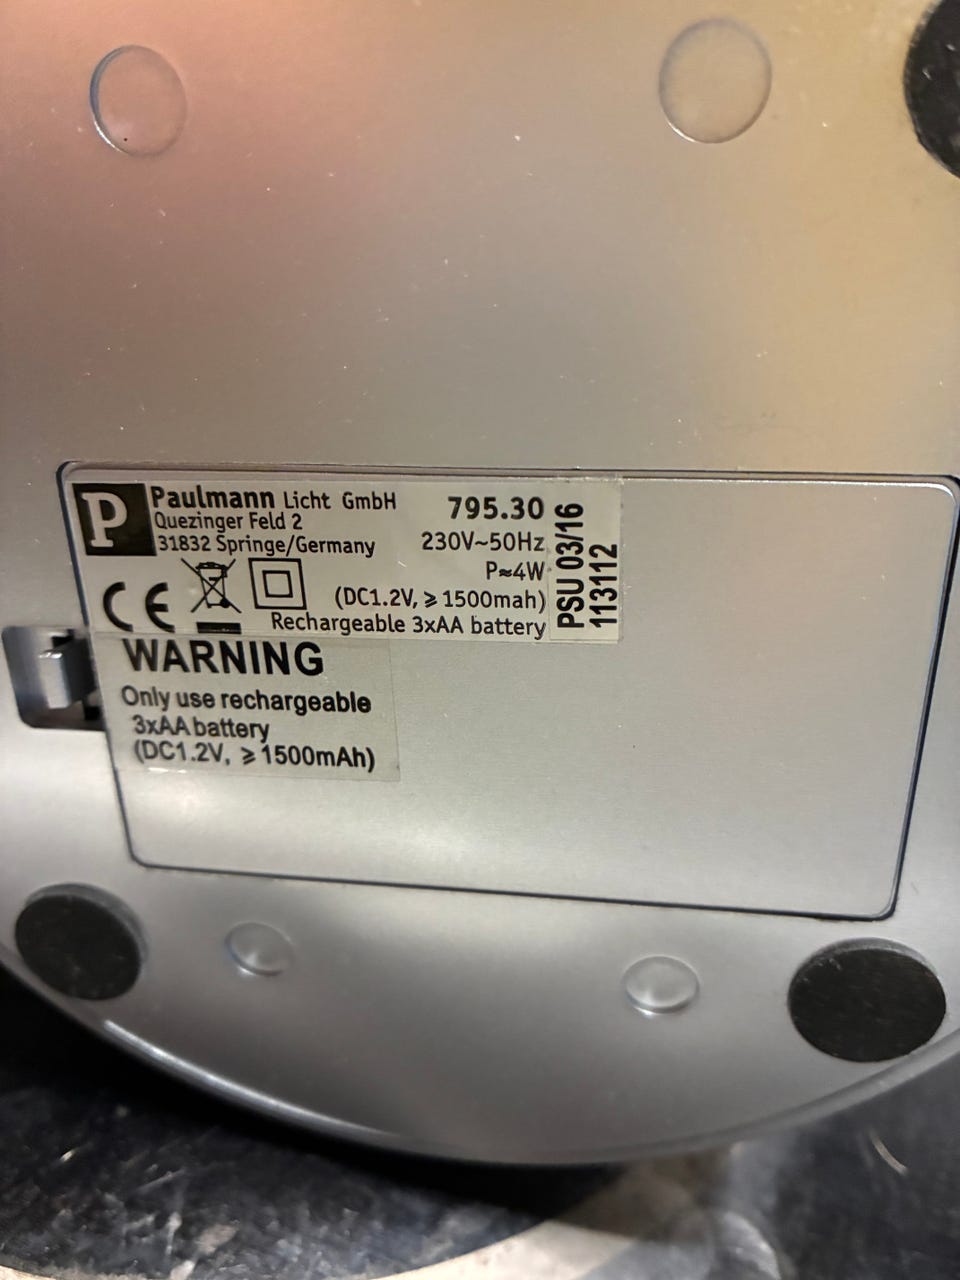 P
Paulmann Licht GmbH
Quezinger Feld 2
31832 Springe/Germany
795.30
230V~50Hz
P≈4W
(DC1.2V, ⩾1500mah)
Rechargeable 3xAA battery
CE
PSU 03/16
113112
WARNING
Only use rechargeable
3xAA battery
(DC1.2V, ⩾1500mAh)